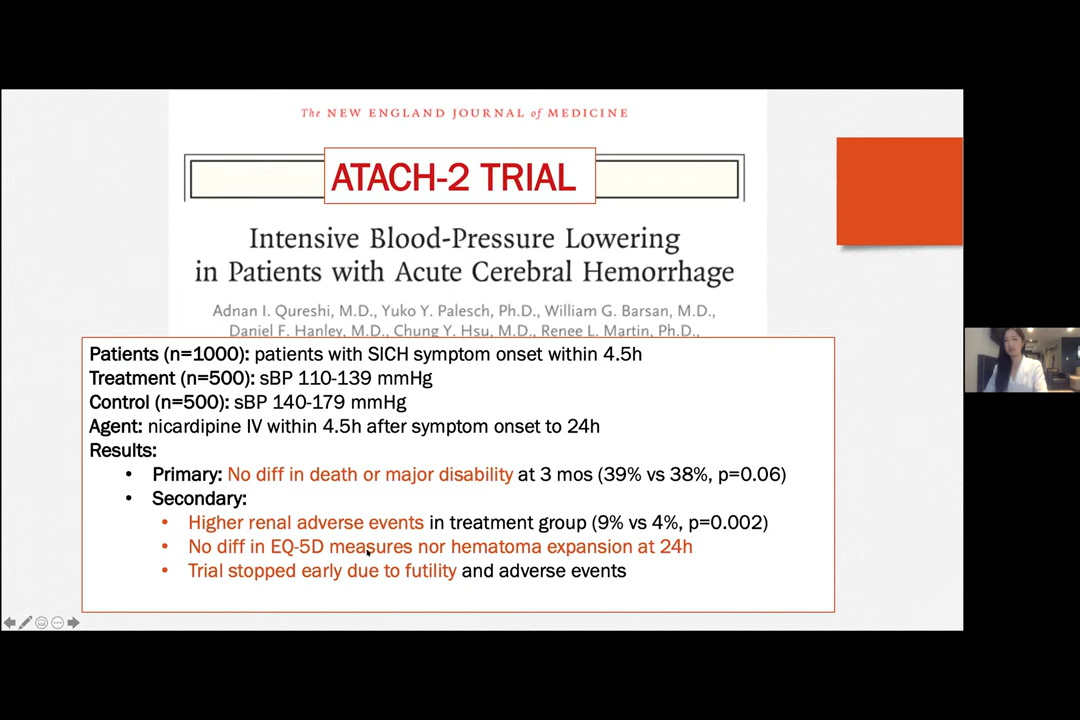 The NEW ENGLAND JOURNAL of MEDICINE
ATACH-2 TRIAL
Intensive Blood-Pressure Lowering
in Patients with Acute Cerebral Hemorrhage
Adnan I. Qureshi, M.D., Yuko Y. Palesch, Ph.D., William G. Barsan, M.D.,
Daniel F. Hanley, M.D., Chung Y. Hsu, M.D., Renee L. Martin, Ph.D.,
Patients (n=1000): patients with SICH symptom onset within 4.5h
Treatment (n=500): sBP 110-139 mmHg
Control (n=500): sBP 140-179 mmHg
Agent: nicardipine IV within 4.5h after symptom onset to 24h
Results:
• Primary: No diff in death or major disability at 3 mos (39% vs 38%, p=0.06)
• Secondary:
• Higher renal adverse events in treatment group (9% vs 4%, p=0.002)
• No diff in EQ-5D measures nor hematoma expansion at 24h
• Trial stopped early due to futility and adverse events